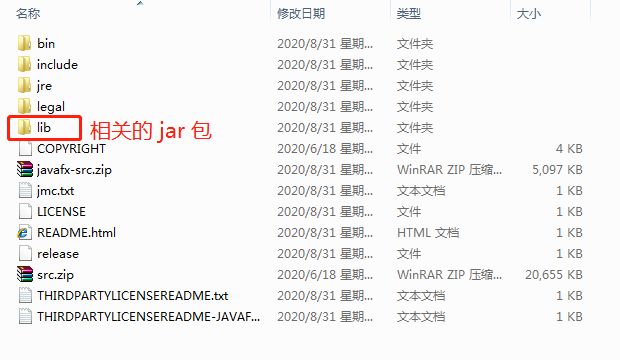 名称 修改日期 类型 大小
bin 2020/8/31 星期... 文件夹
include 2020/8/31 星期... 文件夹
jre 2020/8/31 星期... 文件夹
legal 2020/8/31 星期... 文件夹
lib 相关的 jar 包 2020/8/31 星期... 文件夹
COPYRIGHT 2020/6/18 星期... 文件 4 KB
javafx-src.zip 2020/8/31 星期... WinRAR ZIP 压缩... 5,097 KB
jmc.txt 2020/8/31 星期... 文本文档 1 KB
LICENSE 2020/8/31 星期... 文件 1 KB
README.html 2020/8/31 星期... HTML 文档 1 KB
release 2020/8/31 星期... 文件 1 KB
src.zip 2020/6/18 星期... WinRAR ZIP 压缩... 20,655 KB
THIRDPARTYLICENSEREADME.txt 2020/8/31 星期... 文本文档 1 KB
THIRDPARTYLICENSEREADME-JAVAF... 2020/8/31 星期... 文本文档 1 KB